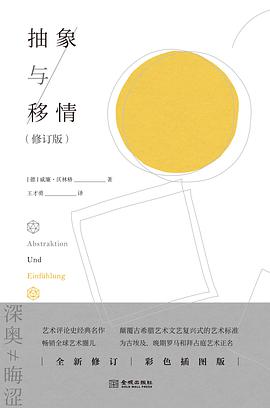 抽象
与
移情
（修订版）
［德］威廉・沃林格 著
王才勇 译
Abstraktion
Und
Einfühlung
深奥≠晦涩
艺术评论史经典名作 颠覆古希腊艺术文艺复兴式的艺术标准
畅销全球艺术圈儿 为古埃及、晚期罗马和拜占庭艺术正名
全新修订 彩色插图版
金城出版社
GOLD WALL PRESS